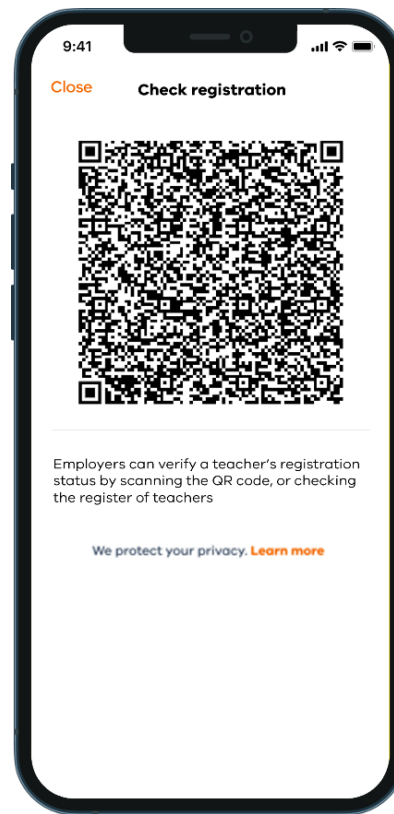 9:41
Close Check registration
Employers can verify a teacher's registration
status by scanning the QR code, or checking
the register of teachers
We protect your privacy. Learn more